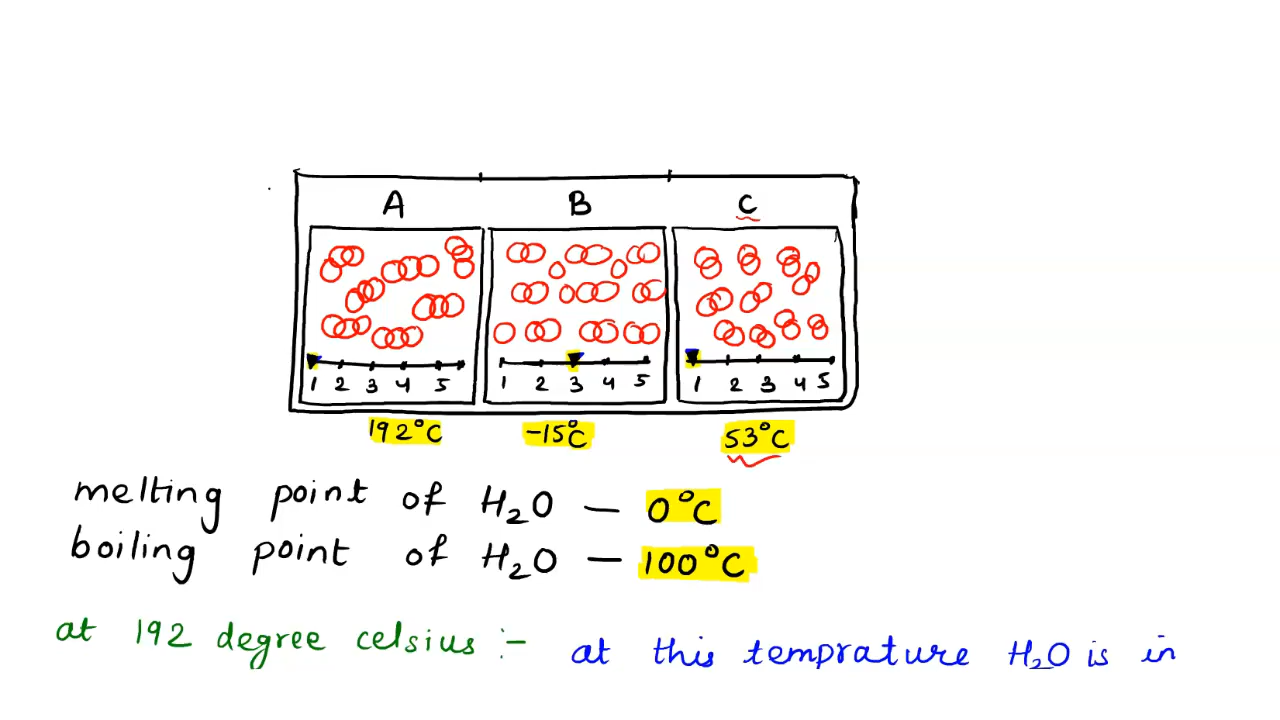 A B C
1 2 3 4 5 1 2 3 4 5 1 2 3 4 5
192°C -15°C 53°C
melting point of H₂O – 0°C
boiling point of H₂O – 100°C
at 192 degree celsius :- at this temprature H₂O is in